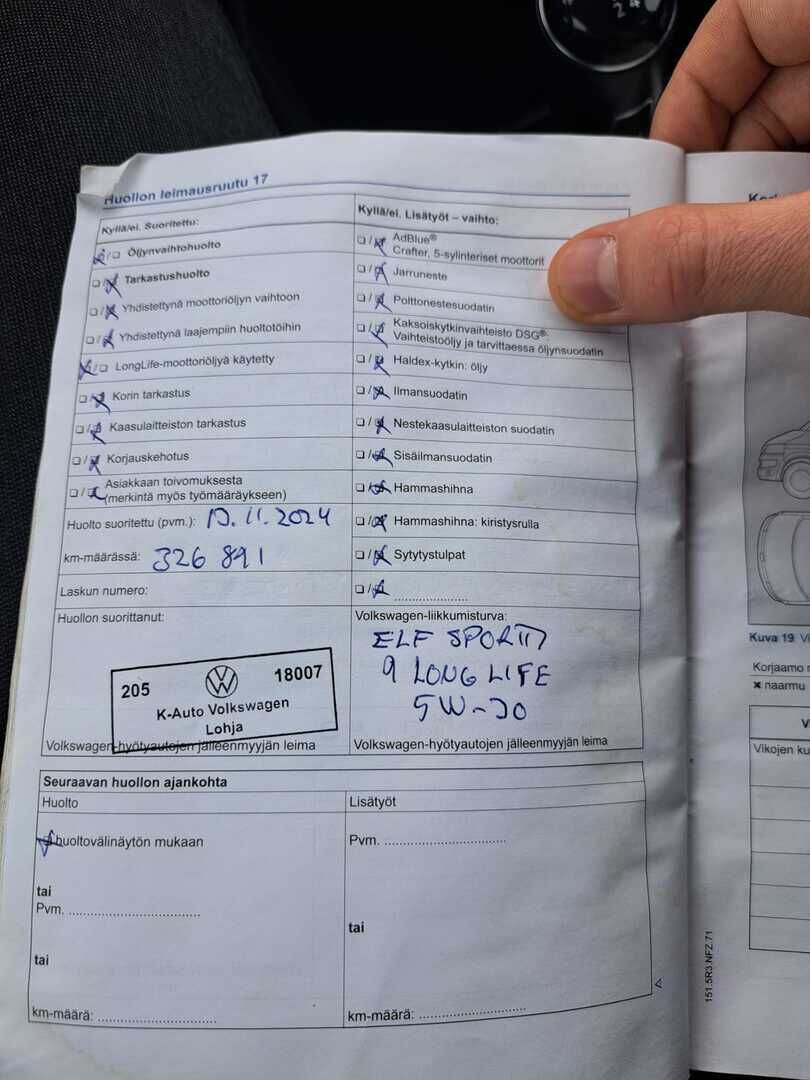 Huollon leimausruutu 17
Kyllä/ei. Suoritettu:
Öljynvaihtohuolto
Tarkastushuolto
Yhdistettynä moottoriöljyn vaihtoon
Yhdistettynä laajempiin huoltotöihin
LongLife-moottoriöljyä käytetty
Korin tarkastus
Kaasulaitteiston tarkastus
Korjauskehotus
Asiakkaan toivomuksesta
(merkintä myös työmääräykseen)
Huolto suoritettu (pvm.): 19.11.2024
km-määrässä: 326 891
Laskun numero:
Huollon suorittanut:
205 18007
K-Auto Volkswagen
Lohja
Volkswagen-hyötyautojen jälleenmyyjän leima
Kyllä/ei. Lisätyöt – vaihto:
AdBlue®
Crafter, 5-sylinteriset moottorit
Jarruneste
Polttonestesuodatin
Kaksoiskytkinvaihteisto DSG®:
Vaihteistoöljy ja tarvittaessa öljynsuodatin
Haldex-kytkin: öljy
Ilmansuodatin
Nestekaasulaitteiston suodatin
Sisäilmansuodatin
Hammashihna
Hammashihna: kiristysrulla
Sytytystulpat
Volkswagen-liikkumisturva:
ELF
9 LONG LIFE
5W-30
Volkswagen-hyötyautojen jälleenmyyjän leima
Seuraavan huollon ajankohta
Huolto
huoltovälinäytön mukaan
tai
Pvm. ..............................
tai
km-määrä: ..............................
Lisätyöt
Pvm. ..............................
tai
km-määrä: ..............................
151.5R3.NFZ.71
Kuva 19
Korjaamo
✖ naarmu
V
Vikojen
2